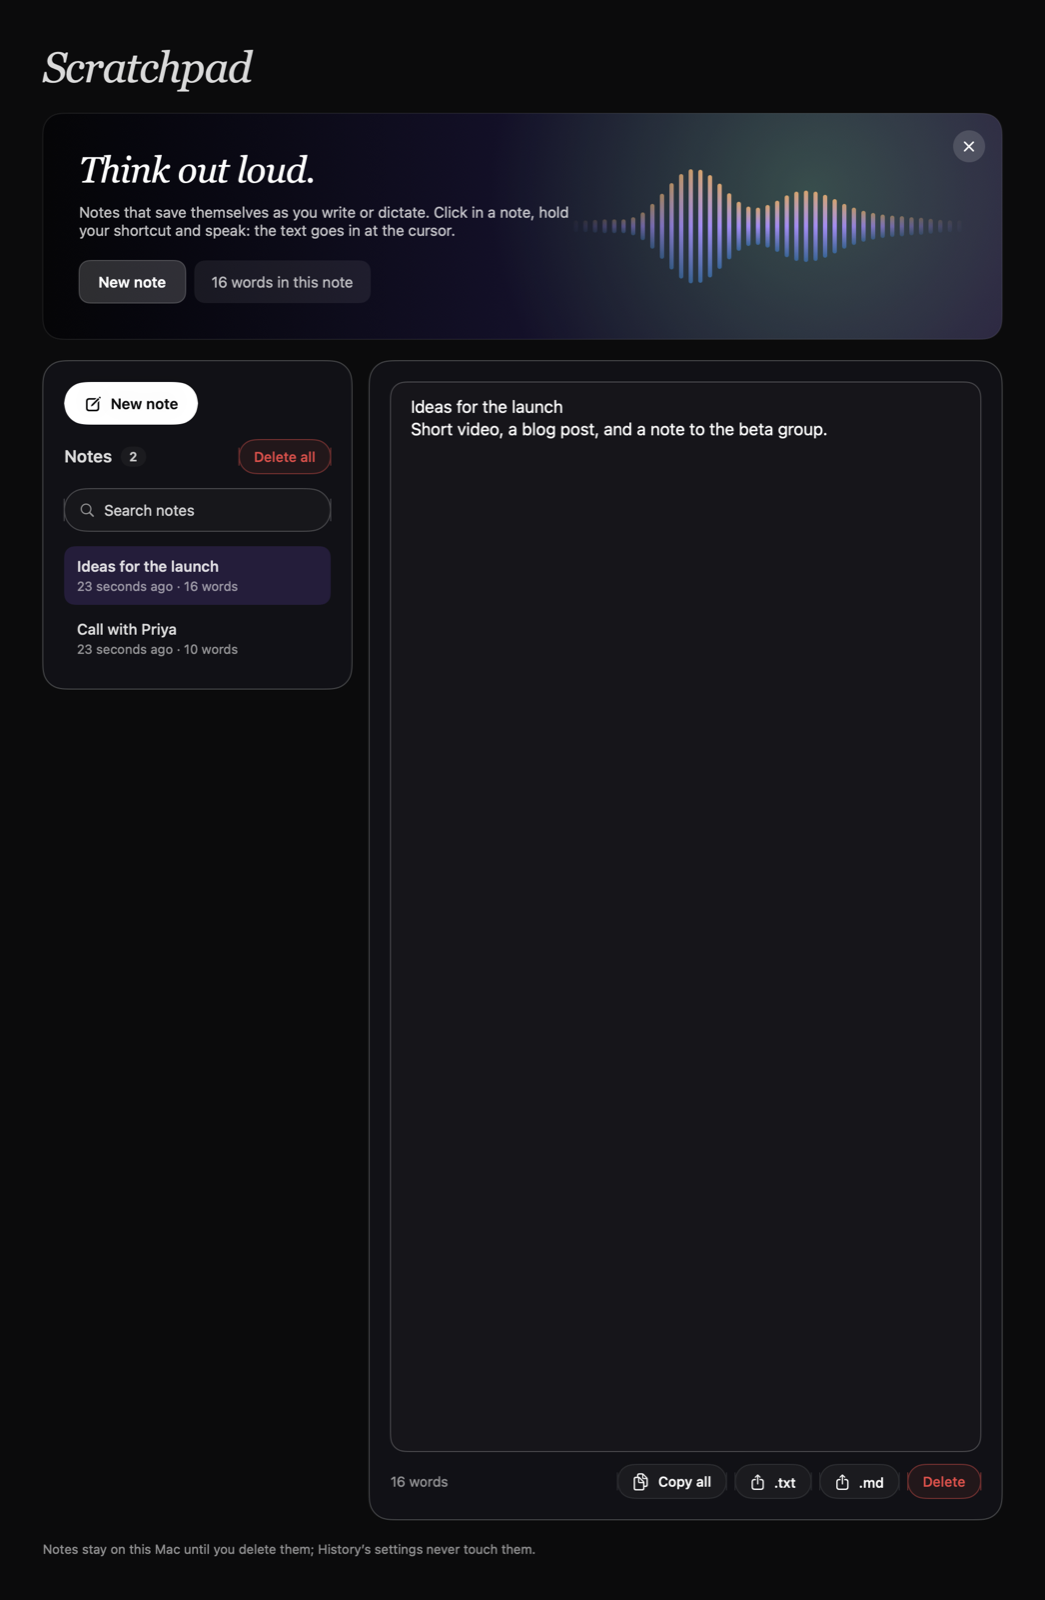 Scratchpad
Think out loud.
Notes that save themselves as you write or dictate. Click in a note, hold
your shortcut and speak: the text goes in at the cursor.
New note
16 words in this note
New note
Notes 2
Delete all
Search notes
Ideas for the launch
23 seconds ago · 16 words
Call with Priya
23 seconds ago · 10 words
Ideas for the launch
Short video, a blog post, and a note to the beta group.
16 words
Copy all
.txt
.md
Delete
Notes stay on this Mac until you delete them; History's settings never touch them.